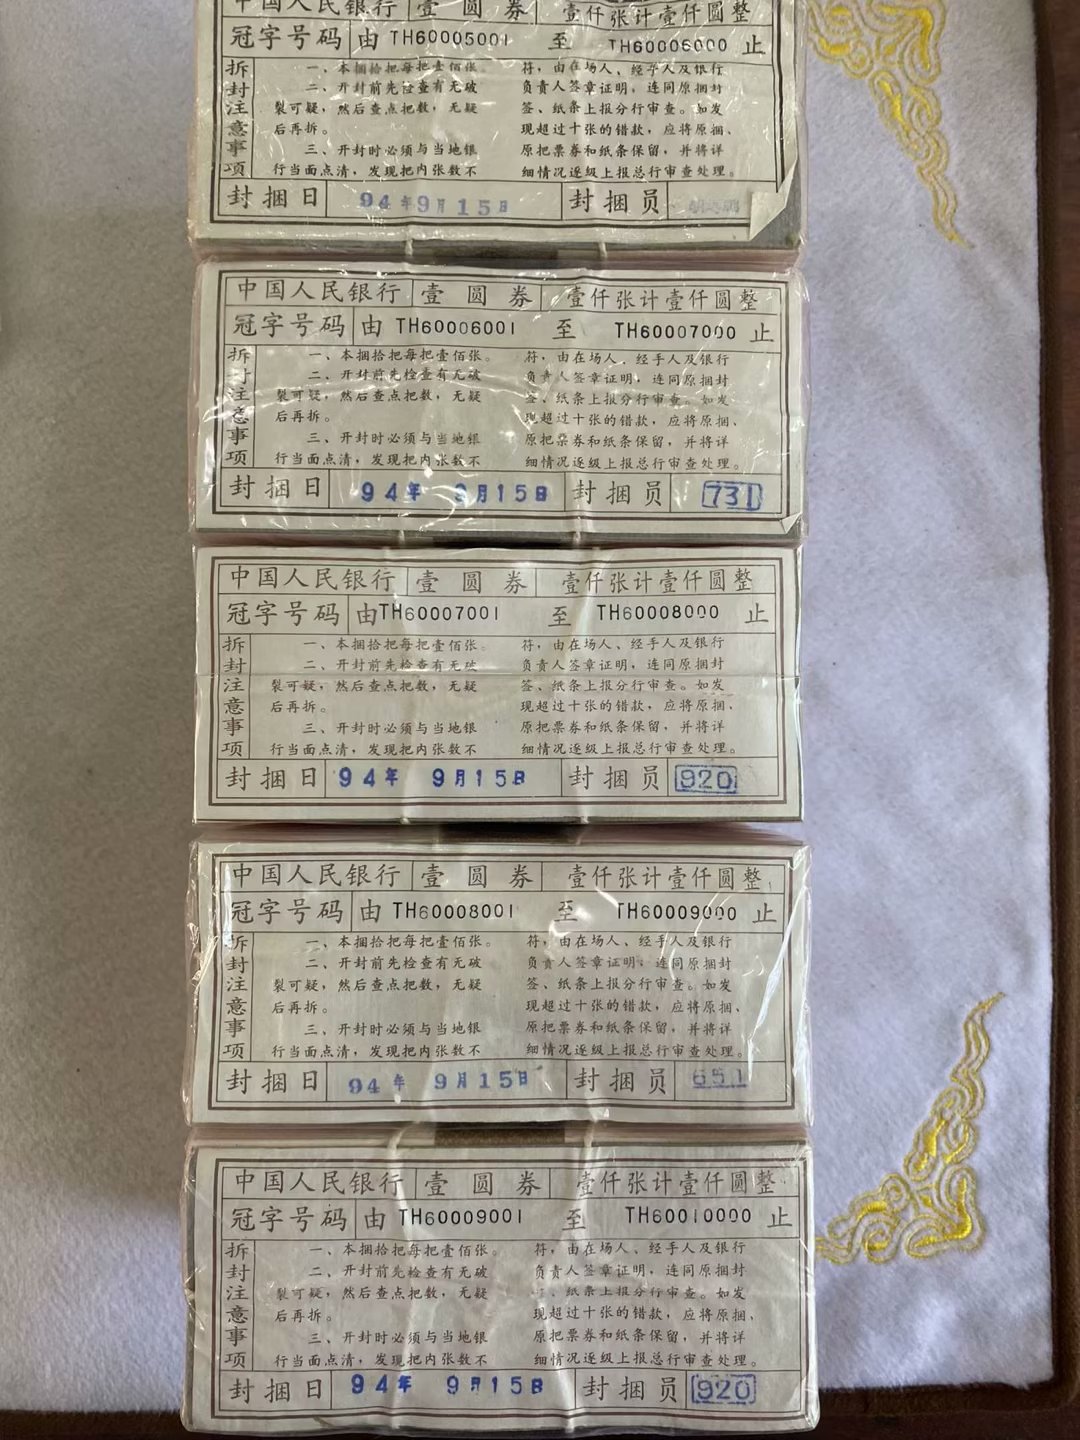 中国人民银行 壹圆券 壹仟张计壹仟圆整
冠字号码 由 TH60005001 至 TH60006000 止
拆封注意事项
一、本捆拾把每把壹佰张。
二、开封前先检查有无破
裂可疑，然后查点把数，无疑
后再拆。
三、开封时必须与当地银
行当面点清，发现把内张数不
符，由在场人、经手人及银行
负责人签章证明，连同原捆封
签、纸条上报分行审查。如发
现超过十张的错款，应将原捆、
原把票券和纸条保留，并将详
细情况逐级上报总行审查处理。
封捆日 94年9月15日 封捆员
中国人民银行 壹圆券 壹仟张计壹仟圆整
冠字号码 由 TH60006001 至 TH60007000 止
拆封注意事项
一、本捆拾把每把壹佰张。
二、开封前先检查有无破
裂可疑，然后查点把数，无疑
后再拆。
三、开封时必须与当地银
行当面点清，发现把内张数不
符，由在场人、经手人及银行
负责人签章证明，连同原捆封
签、纸条上报分行审查。如发
现超过十张的错款，应将原捆、
原把票券和纸条保留，并将详
细情况逐级上报总行审查处理。
封捆日 94年 9月15日 封捆员 731
中国人民银行 壹圆券 壹仟张计壹仟圆整
冠字号码 由TH60007001 至 TH60008000 止
拆封注意事项
一、本捆拾把每把壹佰张。
二、开封前先检查有无破
裂可疑，然后查点把数，无疑
后再拆。
三、开封时必须与当地银
行当面点清，发现把内张数不
符，由在场人、经手人及银行
负责人签章证明，连同原捆封
签、纸条上报分行审查。如发
现超过十张的错款，应将原捆、
原把票券和纸条保留，并将详
细情况逐级上报总行审查处理。
封捆日 94年 9月15日 封捆员 920
中国人民银行 壹圆券 壹仟张计壹仟圆整
冠字号码 由 TH60008001 至 TH60009000 止
拆封注意事项
一、本捆拾把每把壹佰张。
二、开封前先检查有无破
裂可疑，然后查点把数，无疑
后再拆。
三、开封时必须与当地银
行当面点清，发现把内张数不
符，由在场人、经手人及银行
负责人签章证明，连同原捆封
签、纸条上报分行审查。如发
现超过十张的错款，应将原捆、
原把票券和纸条保留，并将详
细情况逐级上报总行审查处理。
封捆日 94年 9月15日 封捆员 651
中国人民银行 壹圆券 壹仟张计壹仟圆整
冠字号码 由 TH60009001 至 TH60010000 止
拆封注意事项
一、本捆拾把每把壹佰张。
二、开封前先检查有无破
裂可疑，然后查点把数，无疑
后再拆。
三、开封时必须与当地银
行当面点清，发现把内张数不
符，由在场人、经手人及银行
负责人签章证明，连同原捆封
、纸条上报分行审查。如发
现超过十张的错款，应将原捆、
原把票券和纸条保留，并将详
细情况逐级上报总行审查处理。
封捆日 94年 9月15日 封捆员 920